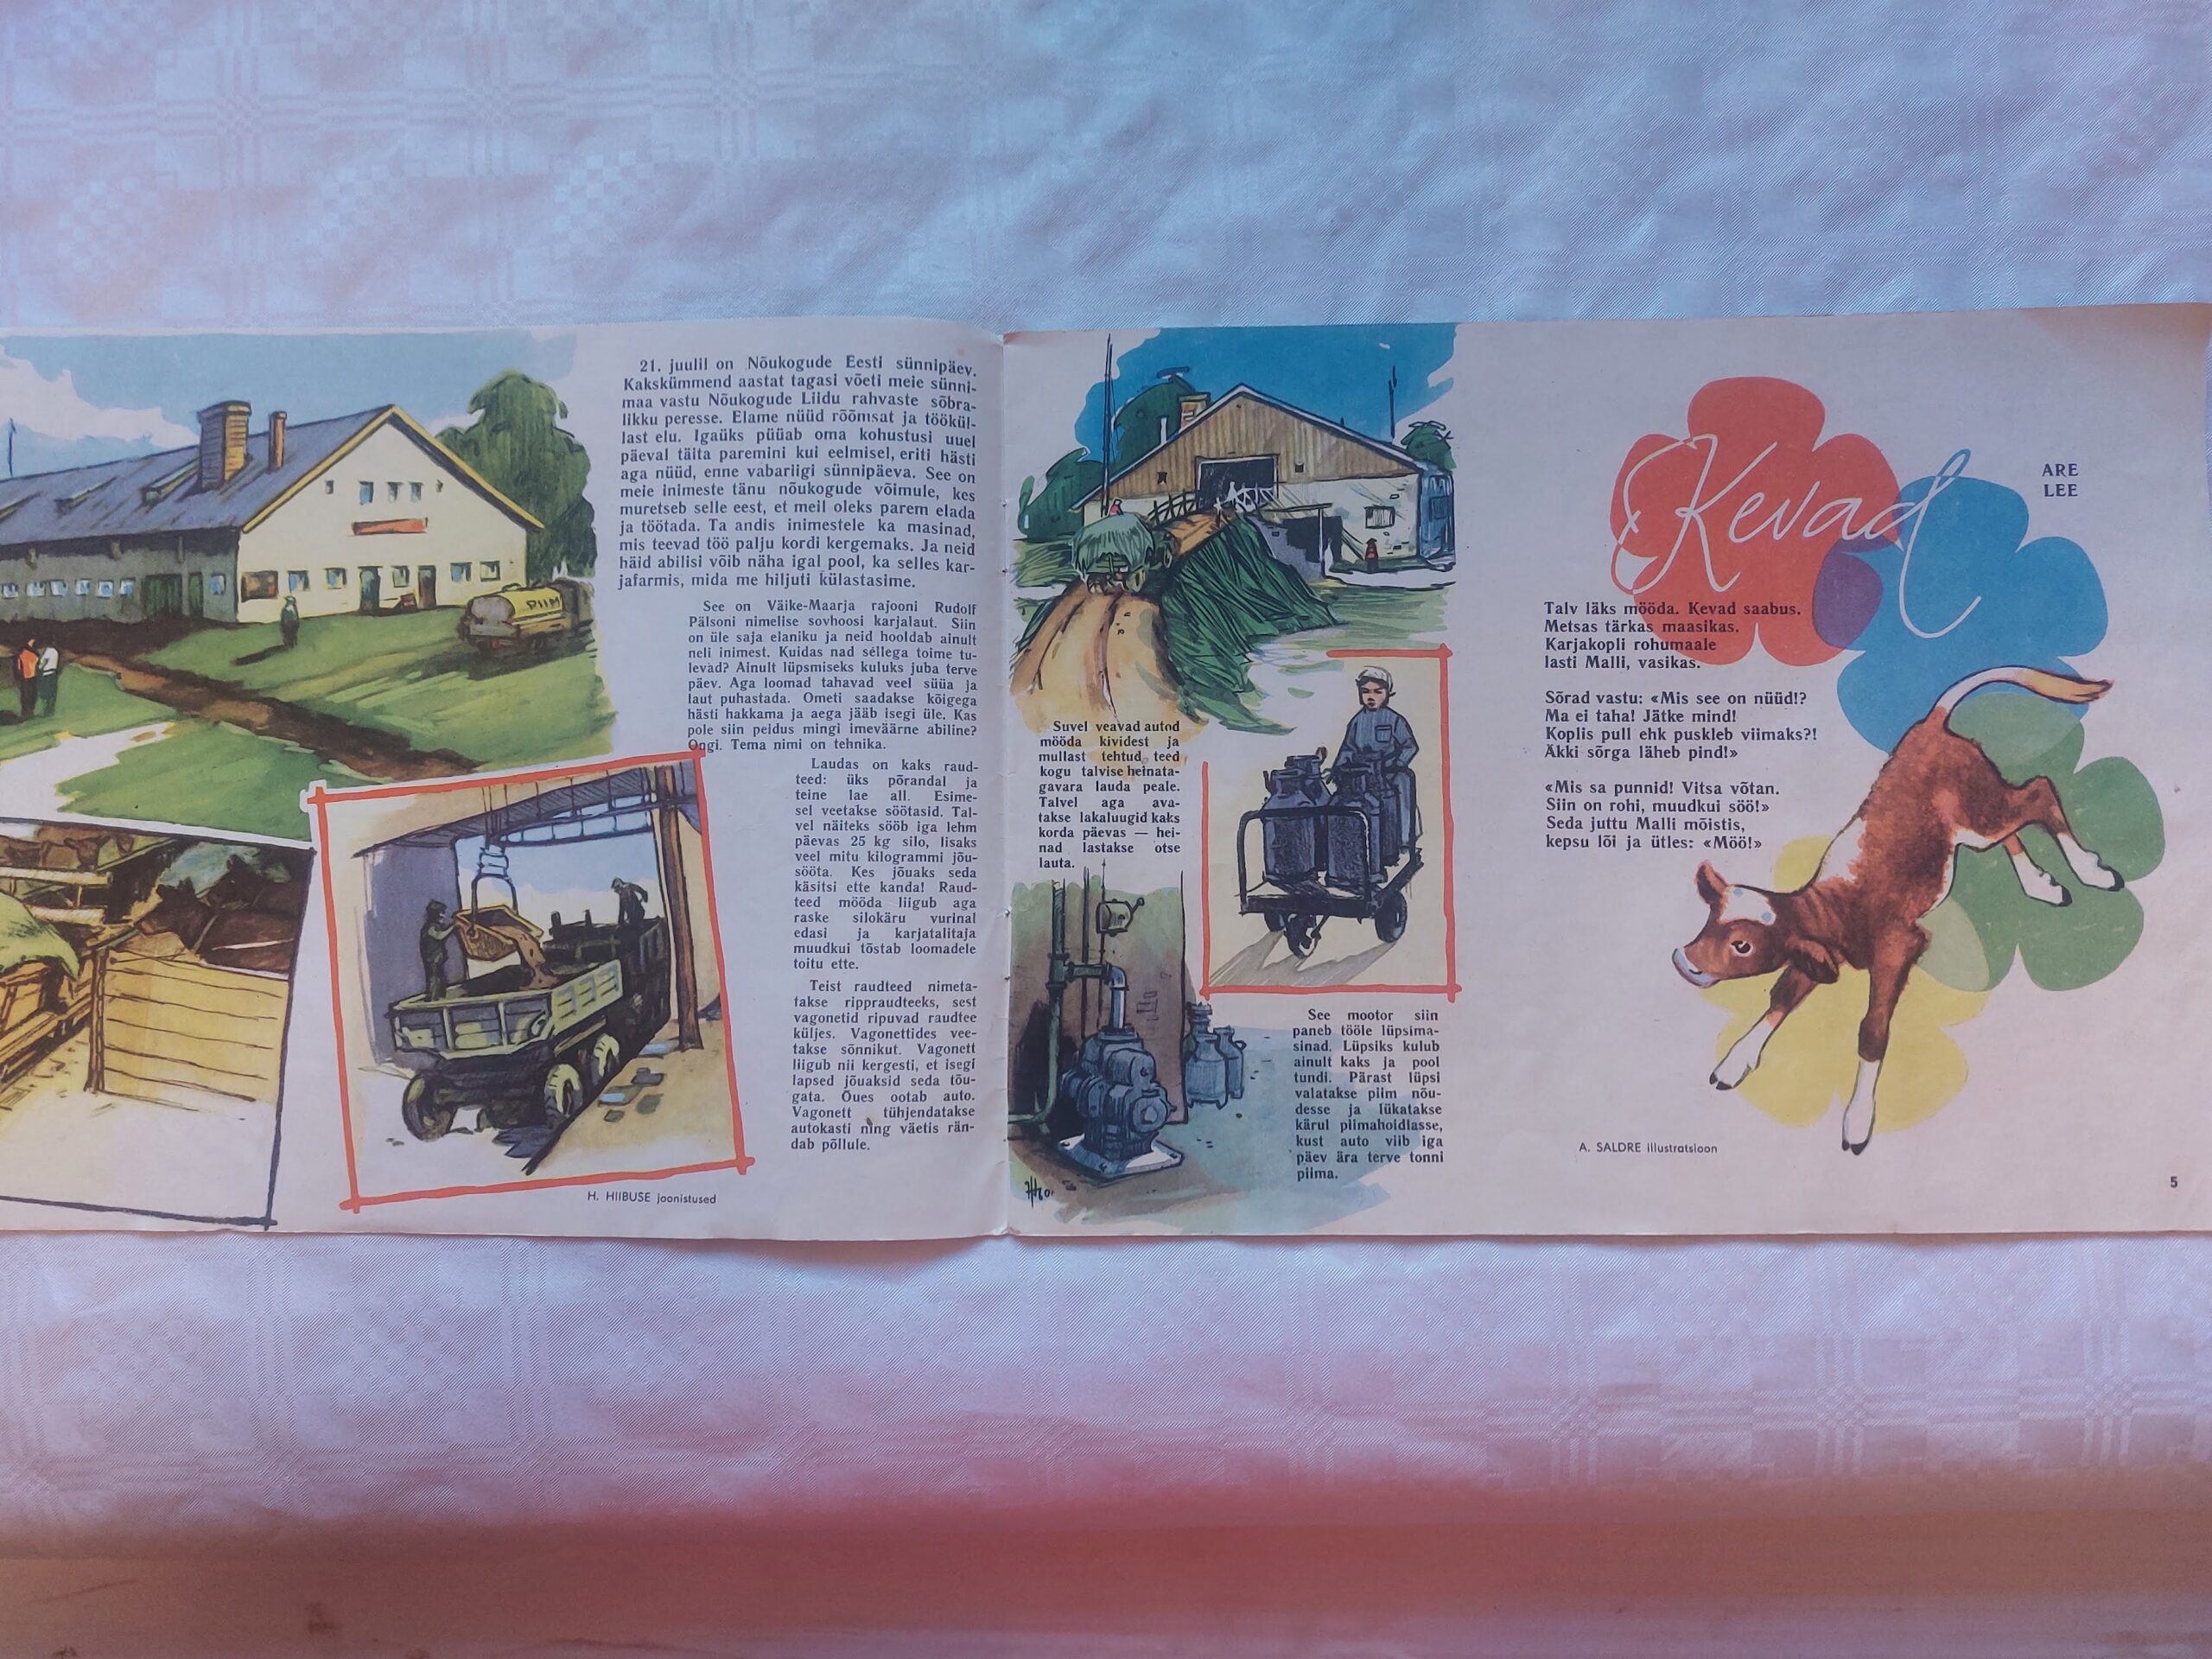 PIIM
21. juulil on Nõukogude Eesti sünnipäev.
Kakskümmend aastat tagasi võeti meie sünni-
maa vastu Nõukogude Liidu rahvaste sõbra-
likku peresse. Elame nüüd rõõmsat ja töökül-
last elu. Igaüks püüab oma kohustusi uuel
päeval täita paremini kui eelmisel, eriti hästi
aga nüüd, enne vabariigi sünnipäeva. See on
meie inimeste tänu nõukogude võimule, kes
muretseb selle eest, et meil oleks parem elada
ja töötada. Ta andis inimestele ka masinad,
mis teevad töö palju kordi kergemaks. Ja neid
häid abilisi võib näha igal pool, ka selles kar-
jafarmis, mida me hiljuti külastasime.
See on Väike-Maarja rajooni Rudolf
Pälsoni nimelise sovhoosi karjalaut. Siin
on üle saja elaniku ja neid hooldab ainult
neli inimest. Kuidas nad sellega toime tu-
levad? Ainult lüpsmiseks kuluks juba terve
päev. Aga loomad tahavad veel süüa ja
laut puhastada. Ometi saadakse kõigega
hästi hakkama ja aega jääb isegi üle. Kas
pole siin peidus mingi imeväärne abiline?
Ongi. Tema nimi on tehnika.
Laudas on kaks raud-
teed: üks põrandal ja
teine lae all. Esime-
sel veetakse söötasid. Tal-
vel näiteks sööb iga lehm
päevas 25 kg silo, lisaks
veel mitu kilogrammi jõu-
sööta. Kes jõuaks seda
käsitsi ette kanda! Raud-
teed mööda liigub aga
raske silokäru vurinal
edasi ja karjatalitaja
muudkui tõstab loomadele
toitu ette.
Teist raudteed nimeta-
takse rippraudteeks, sest
vagonetid ripuvad raudtee
küljes. Vagonettides vee-
takse sõnnikut. Vagonett
liigub nii kergesti, et isegi
lapsed jõuaksid seda tõu-
gata. Õues ootab auto.
Vagonett tühjendatakse
autokasti ning väetis rän-
dab põllule.
H. HIIBUSE joonistused
Suvel veavad autod
mööda kividest ja
mullast tehtud teed
kogu talvise heinata-
gavara lauda peale.
Talvel aga ava-
takse lakaluugid kaks
korda päevas — hei-
nad lastakse otse
lauta.
See mootor siin
paneb tööle lüpsima-
sinad. Lüpsiks kulub
ainult kaks ja pool
tundi. Pärast lüpsi
valatakse piim nõu-
desse ja lükatakse
kärul piimahoidlasse,
kust auto viib iga
päev ära terve tonni
piima.
Kevad
ARE
LEE
Talv läks mööda. Kevad saabus.
Metsas tärkas maasikas.
Karjakopli rohumaale
lasti Malli, vasikas.
Sõrad vastu: «Mis see on nüüd!?
Ma ei taha! Jätke mind!
Koplis pull ehk puskleb viimaks?!
Äkki sõrga läheb pind!»
«Mis sa punnid! Vitsa võtan.
Siin on rohi, muudkui söö!»
Seda juttu Malli mõistis,
kepsu lõi ja ütles: «Möö!»
A. SALDRE illustratsioon
5